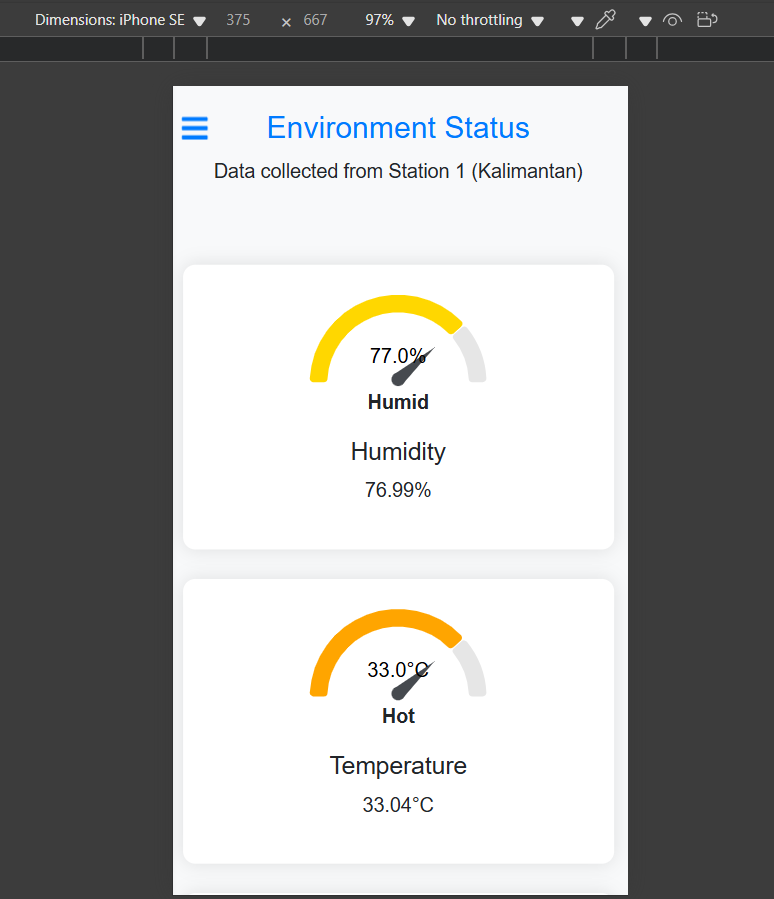 Dimensions: iPhone SE 375 × 667 97% No throttling
Environment Status
Data collected from Station 1 (Kalimantan)
77.0%
Humid
Humidity
76.99%
33.0°C
Hot
Temperature
33.04°C